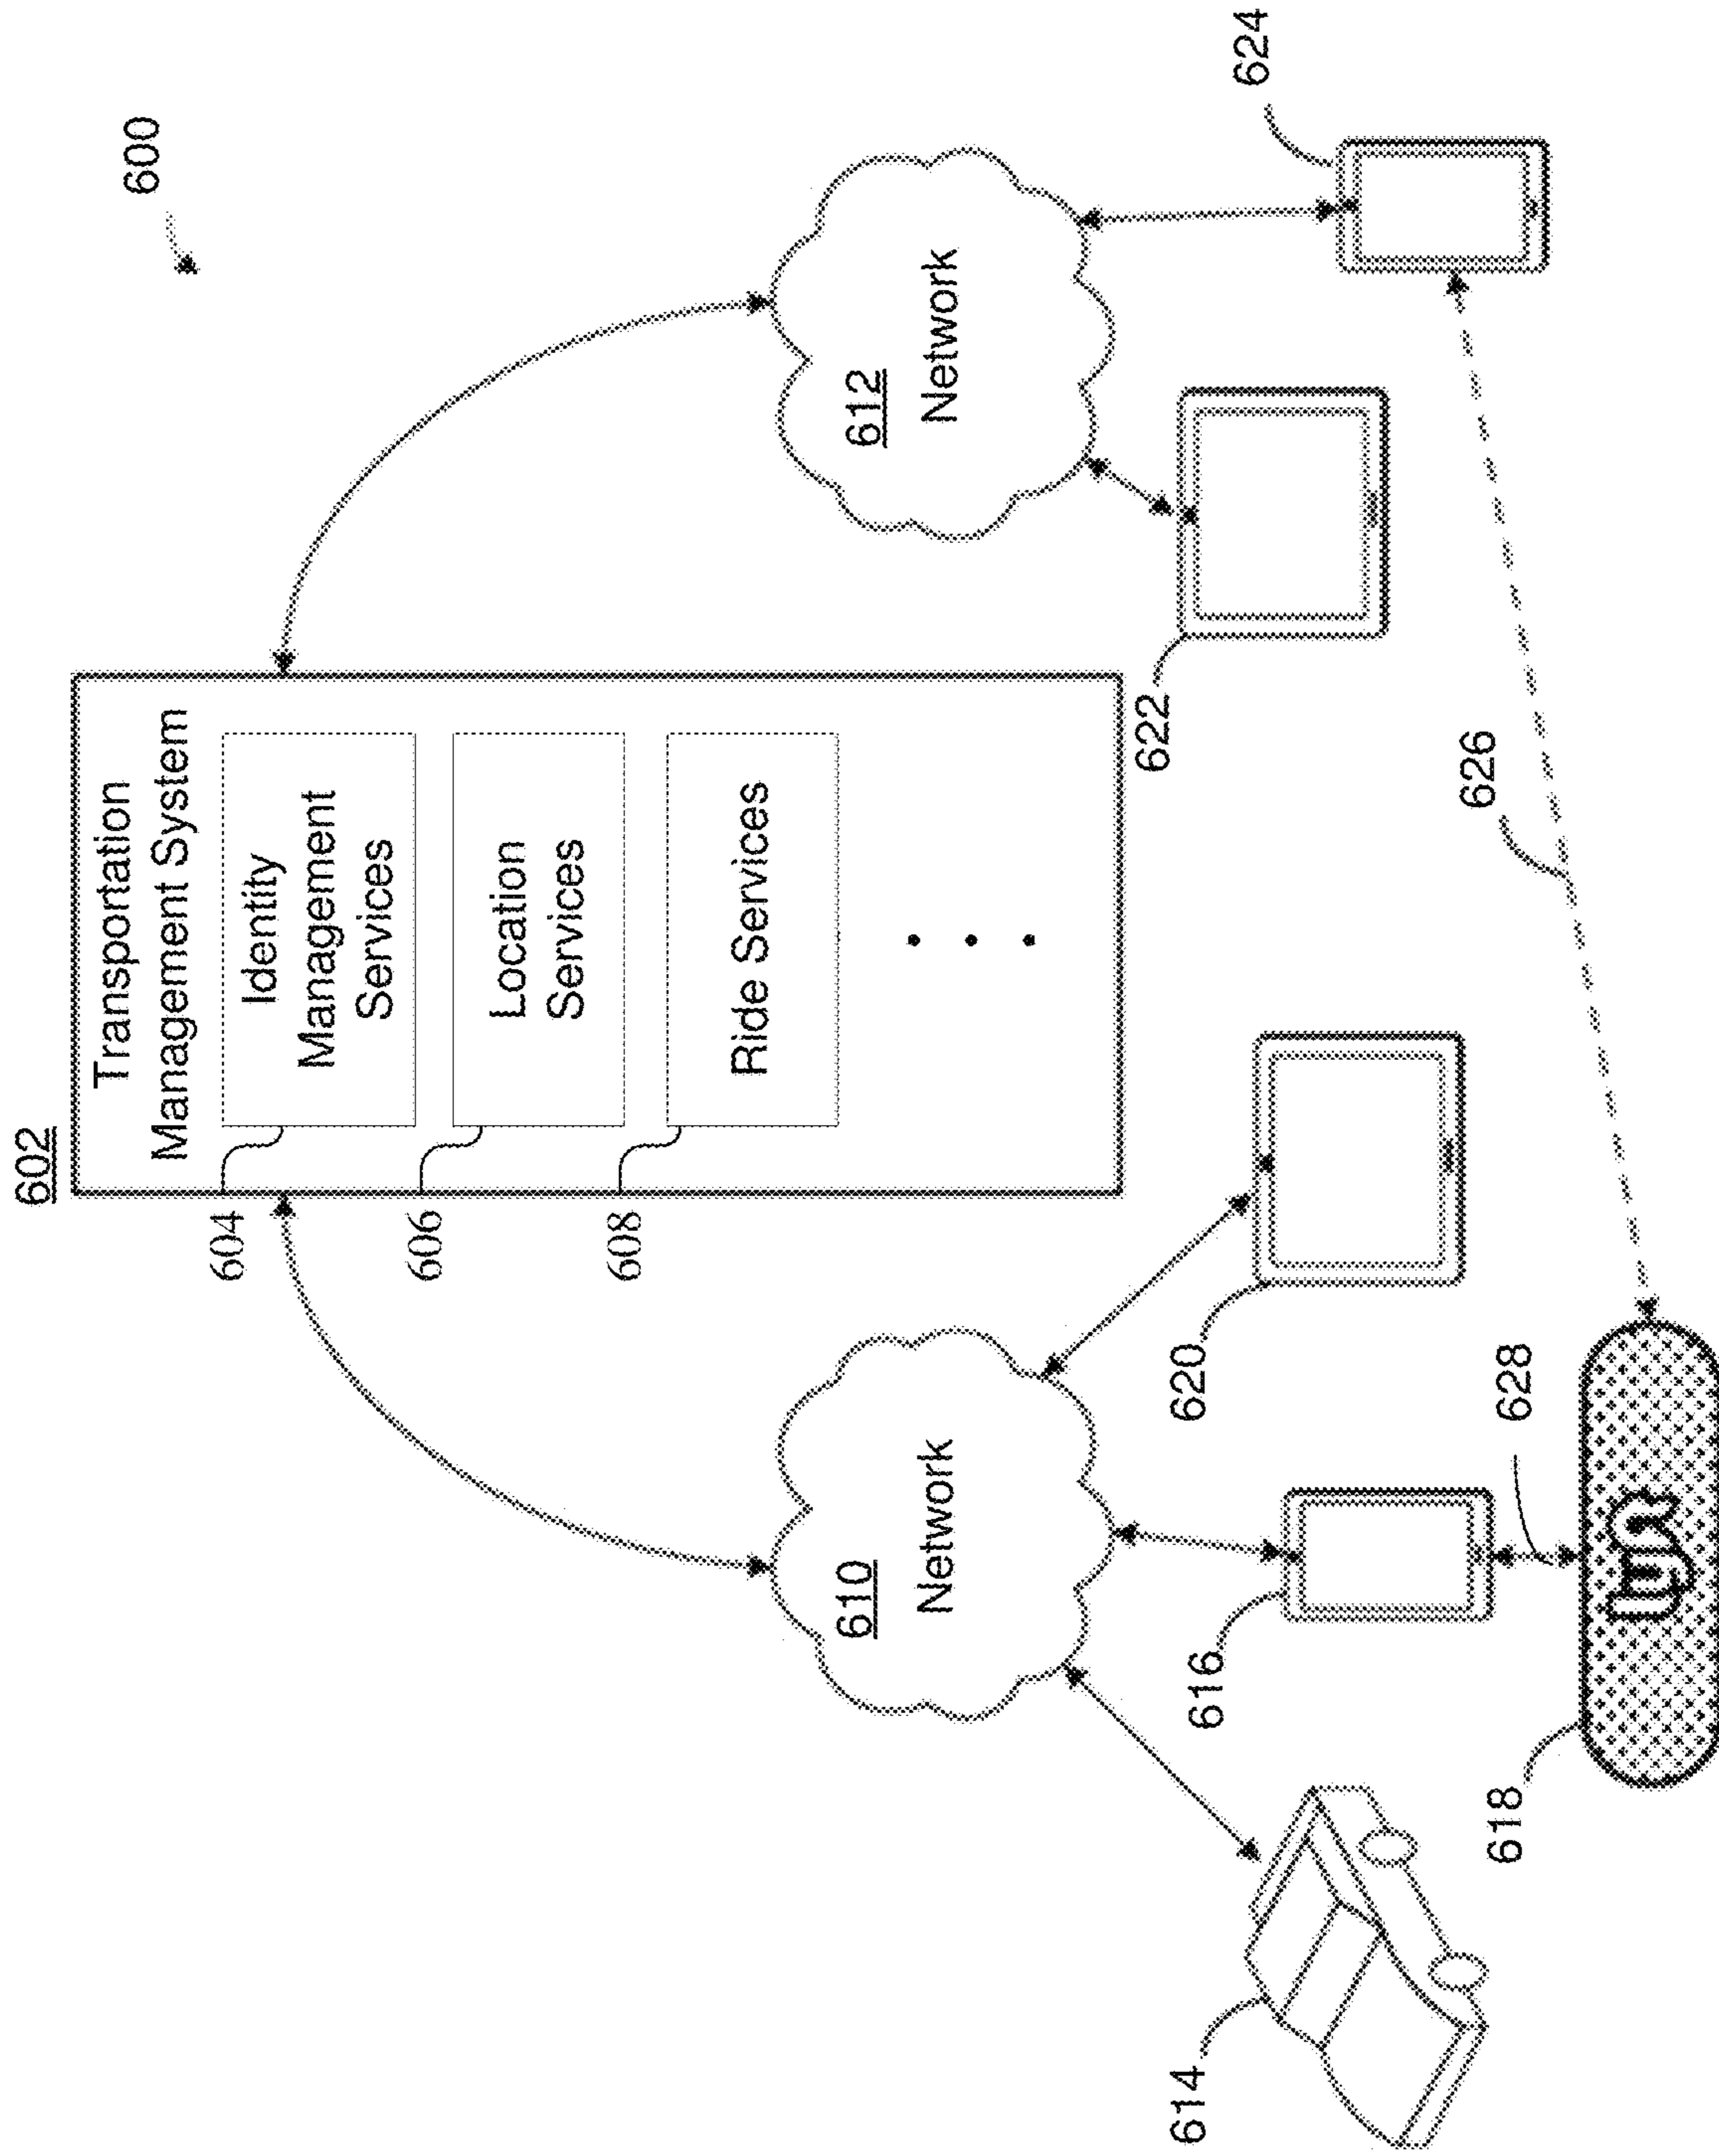 600
602
Transportation
Management System
604
Identity
Management
Services
606
Location
Services
608
Ride Services
610
Network
612
Network
614
616
618
620
622
624
626
628